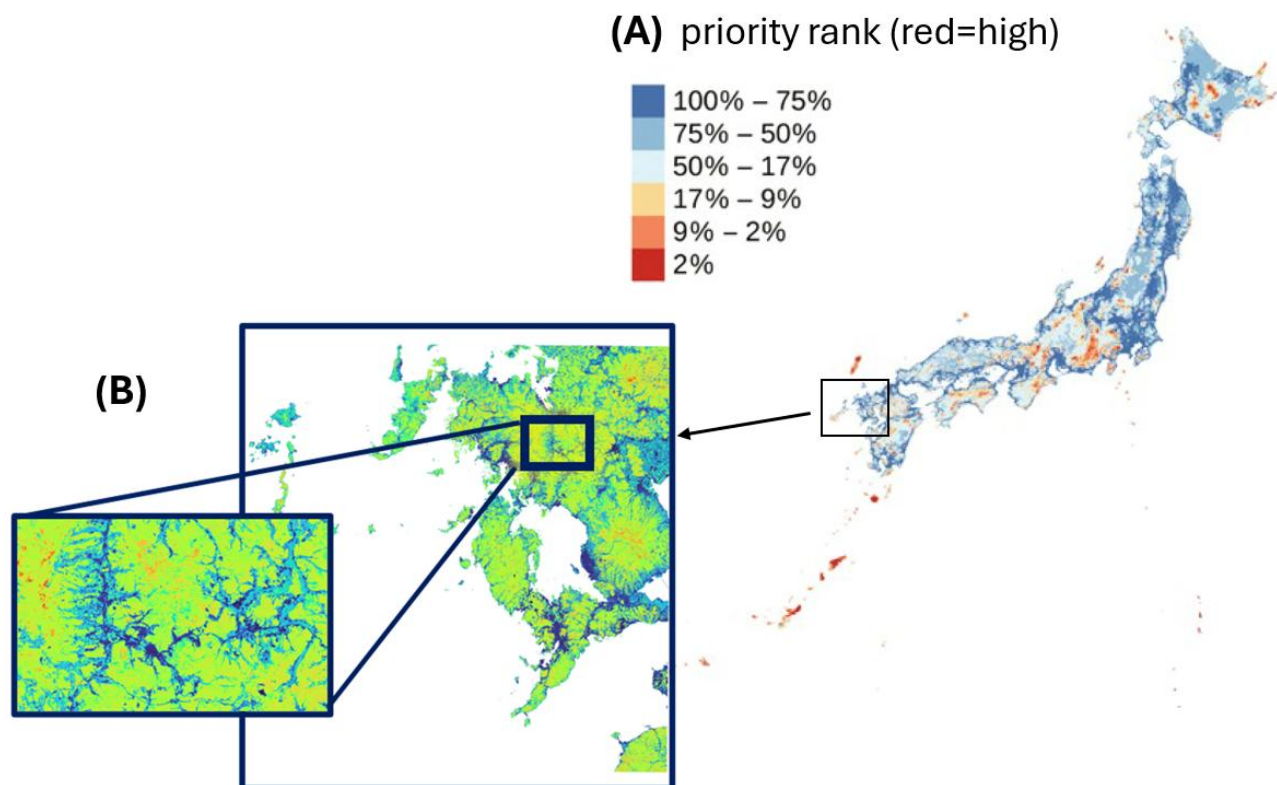 (A) priority rank (red=high)
100% – 75%
75% – 50%
50% – 17%
17% – 9%
9% – 2%
2%
(B)